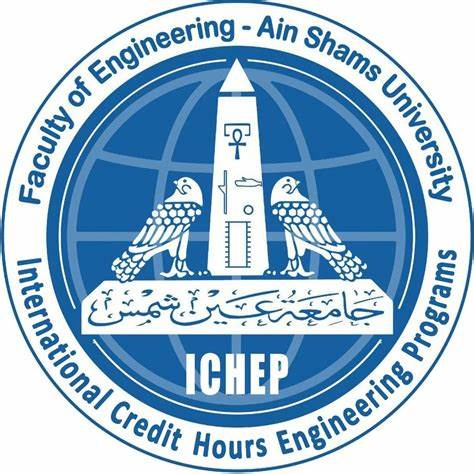 Faculty of Engineering - Ain Shams University
جامعة عين شمس
ICHEP
International Credit Hours Engineering Programs